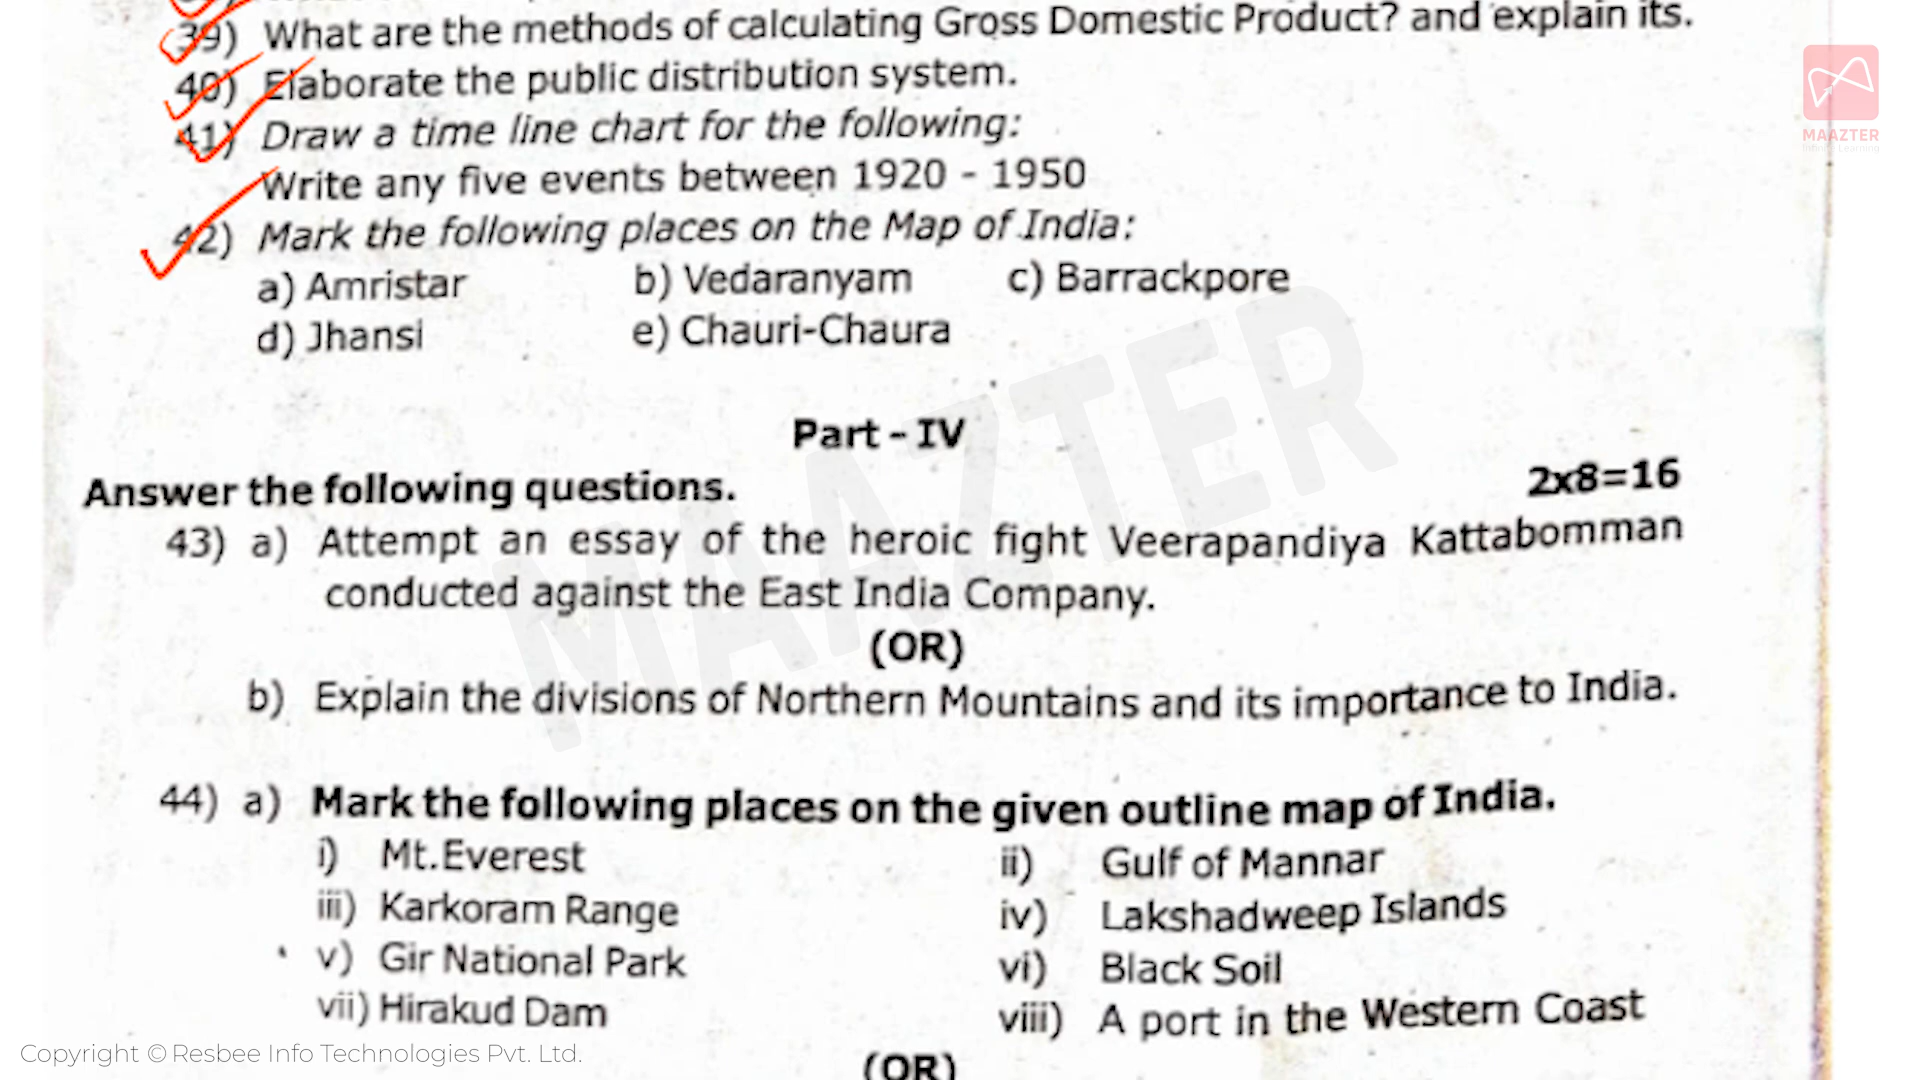 39) What are the methods of calculating Gross Domestic Product? and explain its.
40) Elaborate the public distribution system.
41) Draw a time line chart for the following:
Write any five events between 1920 - 1950
42) Mark the following places on the Map of India:
a) Amristar b) Vedaranyam c) Barrackpore
d) Jhansi e) Chauri-Chaura
Part - IV
Answer the following questions. 2x8=16
43) a) Attempt an essay of the heroic fight Veerapandiya Kattabomman
conducted against the East India Company.
(OR)
b) Explain the divisions of Northern Mountains and its importance to India.
44) a) Mark the following places on the given outline map of India.
i) Mt.Everest ii) Gulf of Mannar
iii) Karkoram Range iv) Lakshadweep Islands
v) Gir National Park vi) Black Soil
vii) Hirakud Dam viii) A port in the Western Coast
(OR)
MAAZTER
Infinite Learning
MAAZTER
Copyright © Resbee Info Technologies Pvt. Ltd.